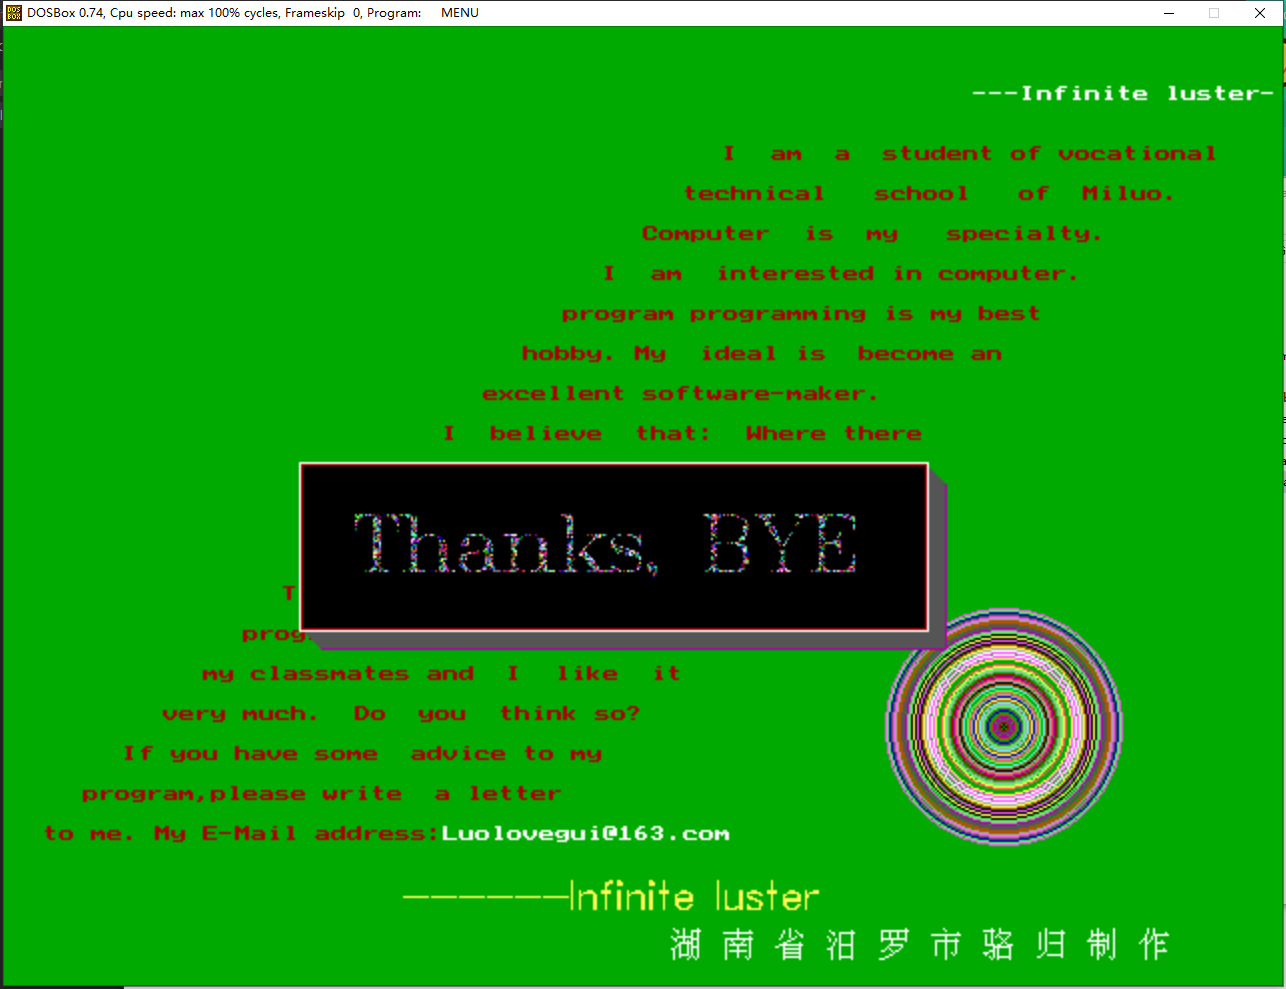 DOSBox 0.74, Cpu speed: max 100% cycles, Frameskip 0, Program: MENU
---Infinite luster-
I am a student of vocational
technical school of Miluo.
Computer is my specialty.
I am interested in computer.
program programming is my best
hobby. My ideal is become an
excellent software-maker.
I believe that: Where there
Thanks, BYE
my classmates and I like it
very much. Do you think so?
If you have some advice to my
program,please write a letter
to me. My E-Mail address:Luolovegui@163.com
------Infinite luster
湖南省汨罗市骆归制作